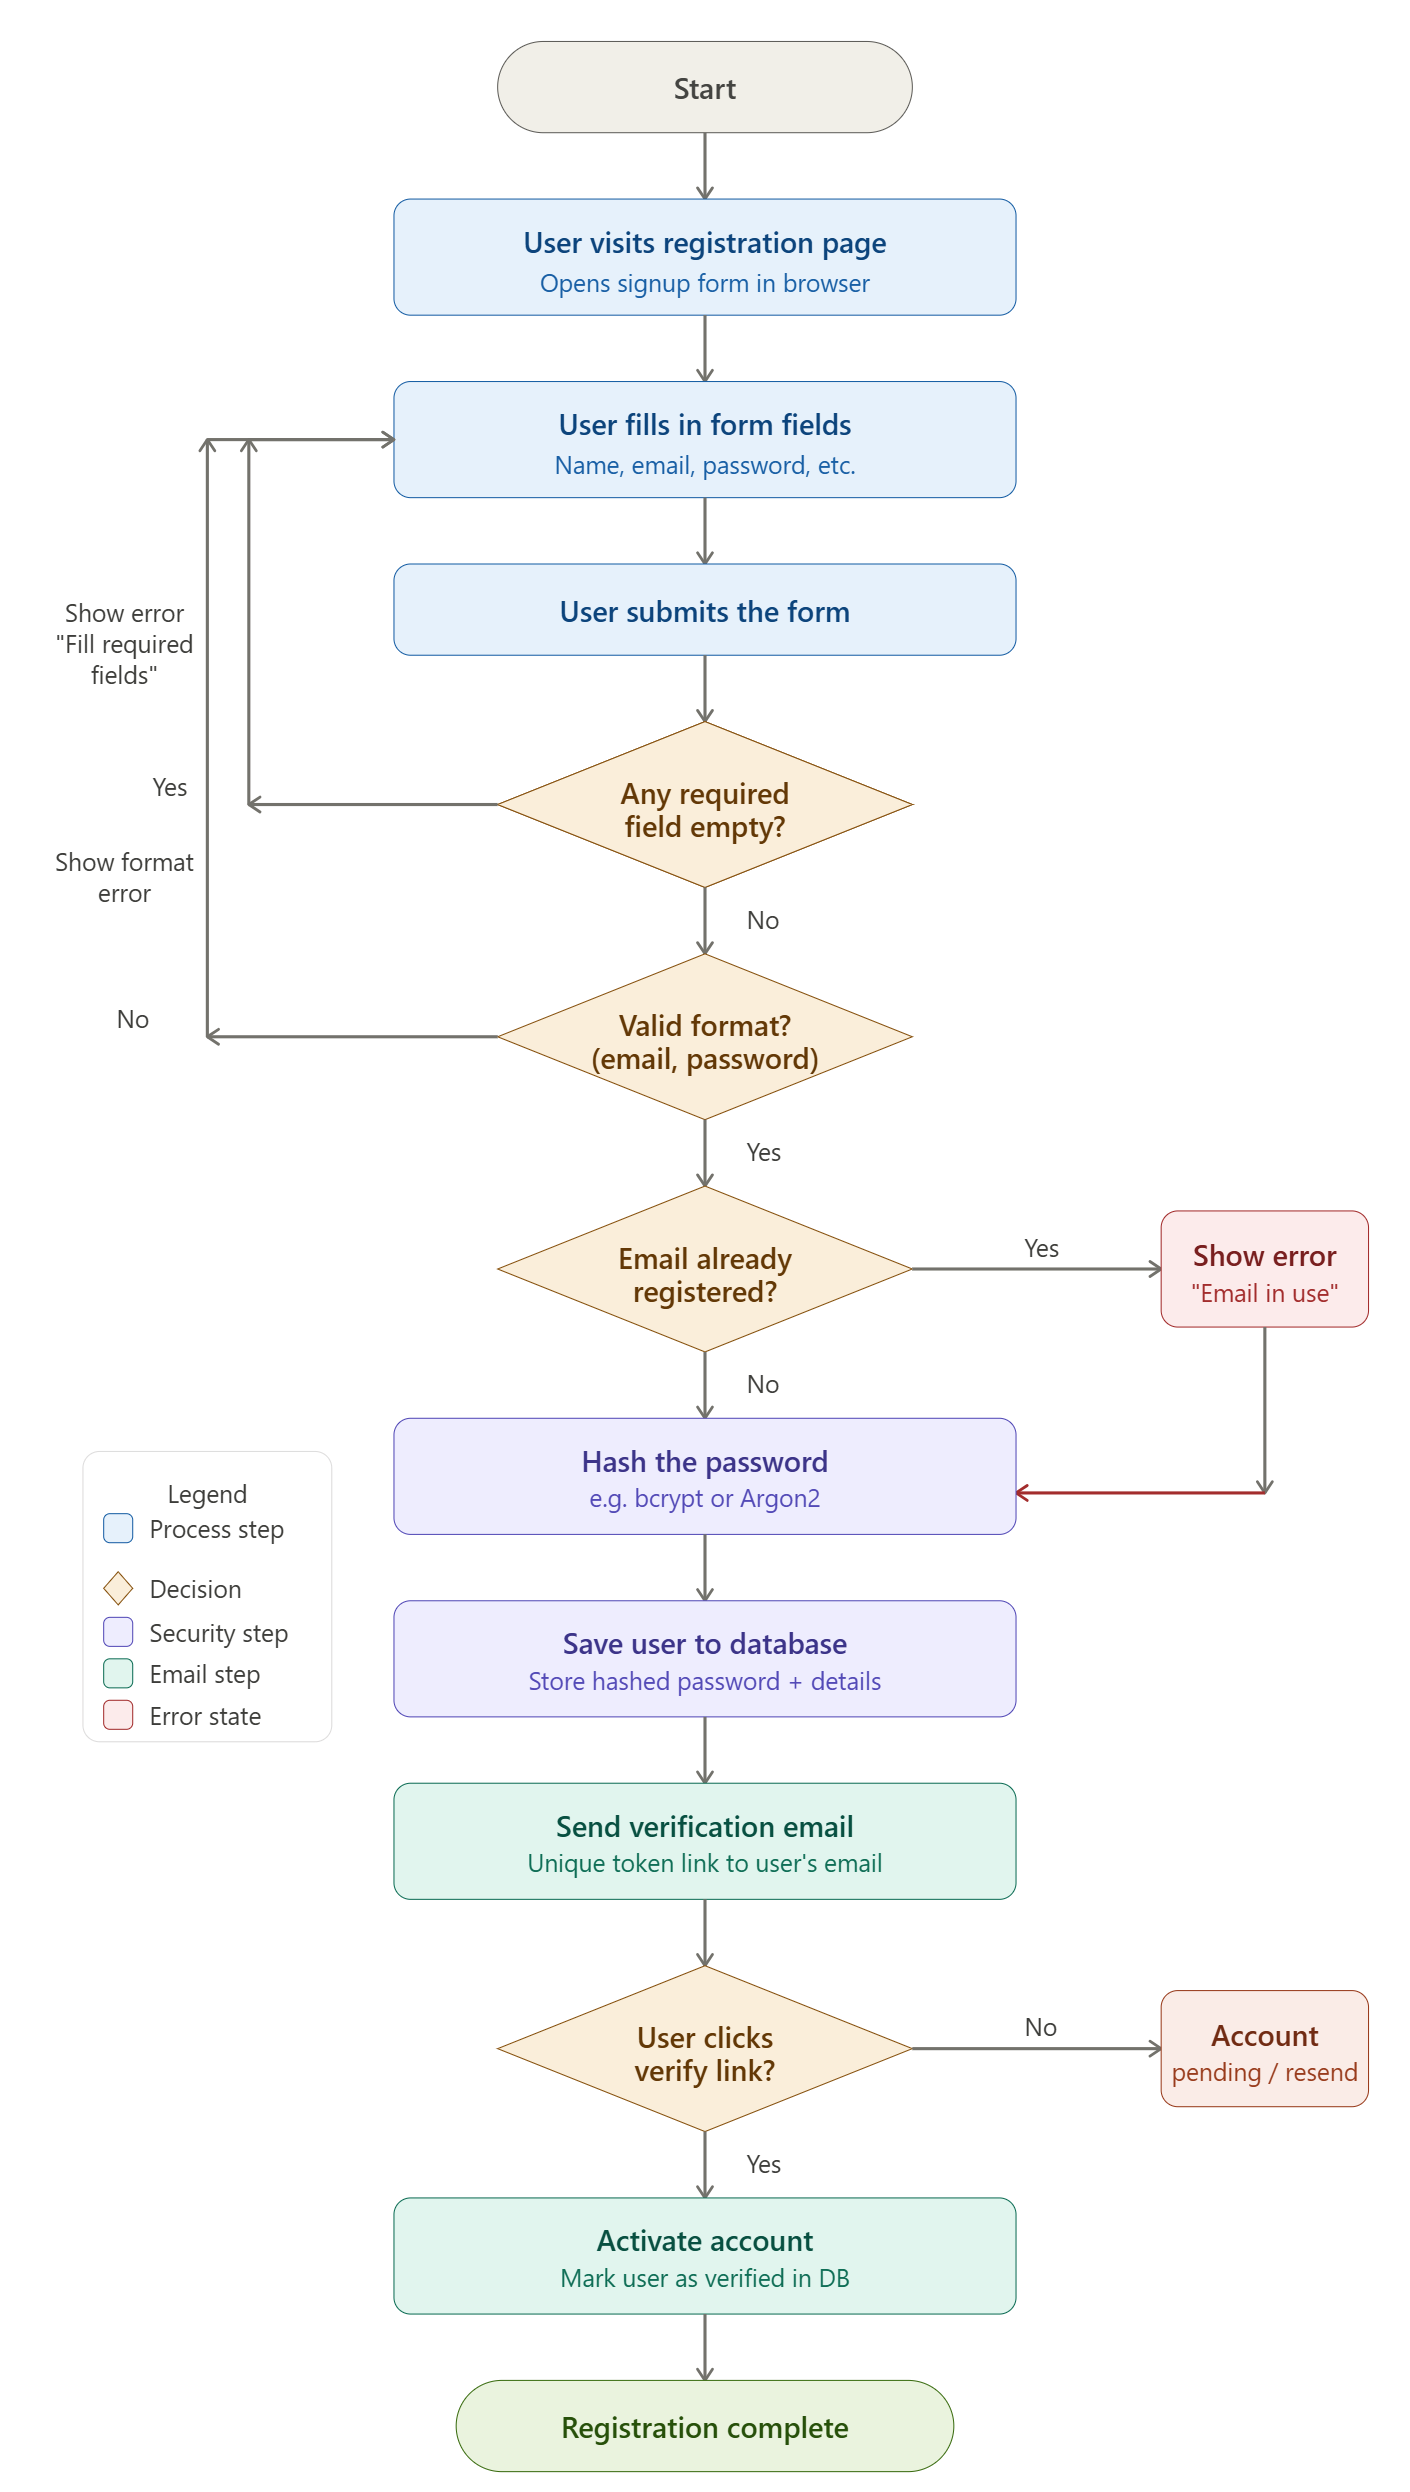 Start
User visits registration page
Opens signup form in browser
User fills in form fields
Name, email, password, etc.
User submits the form
Show error
"Fill required
fields"
Any required
field empty?
Yes
Show format
error
No
Valid format?
(email, password)
No
Yes
Email already
registered?
Yes
Show error
"Email in use"
No
Hash the password
e.g. bcrypt or Argon2
Legend
Process step
Decision
Security step
Email step
Error state
Save user to database
Store hashed password + details
Send verification email
Unique token link to user's email
User clicks
verify link?
No
Account
pending / resend
Yes
Activate account
Mark user as verified in DB
Registration complete